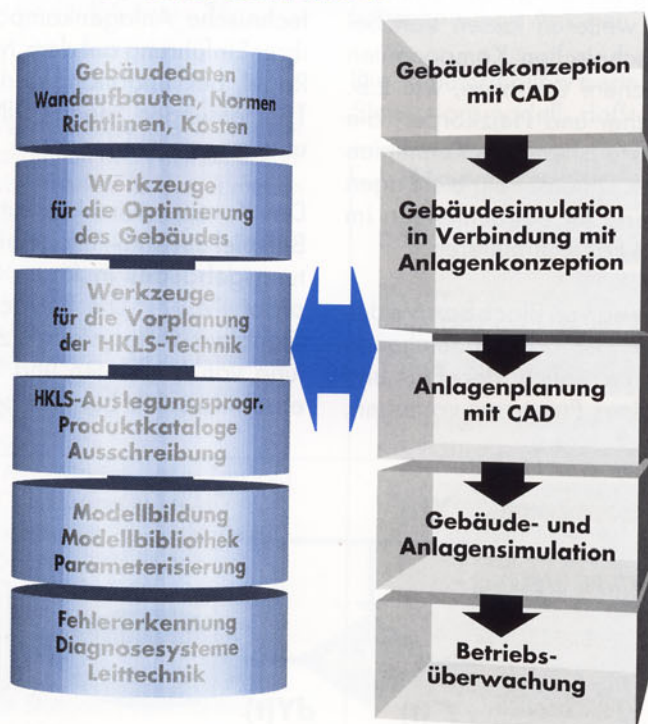 Gebäudedaten
Wandaufbauten, Normen
Richtlinen, Kosten
Werkzeuge
für die Optimierung
des Gebäudes
Werkzeuge
für die Vorplanung
der HKLS-Technik
HKLS-Auslegungsprogr.
Produktkataloge
Ausschreibung
Modellbildung
Modellbibliothek
Parameterisierung
Fehlererkennung
Diagnosesysteme
Leittechnik
Gebäudekonzeption
mit CAD
Gebäudesimulation
in Verbindung mit
Anlagenkonzeption
Anlagenplanung
mit CAD
Gebäude- und
Anlagensimulation
Betriebs-
überwachung